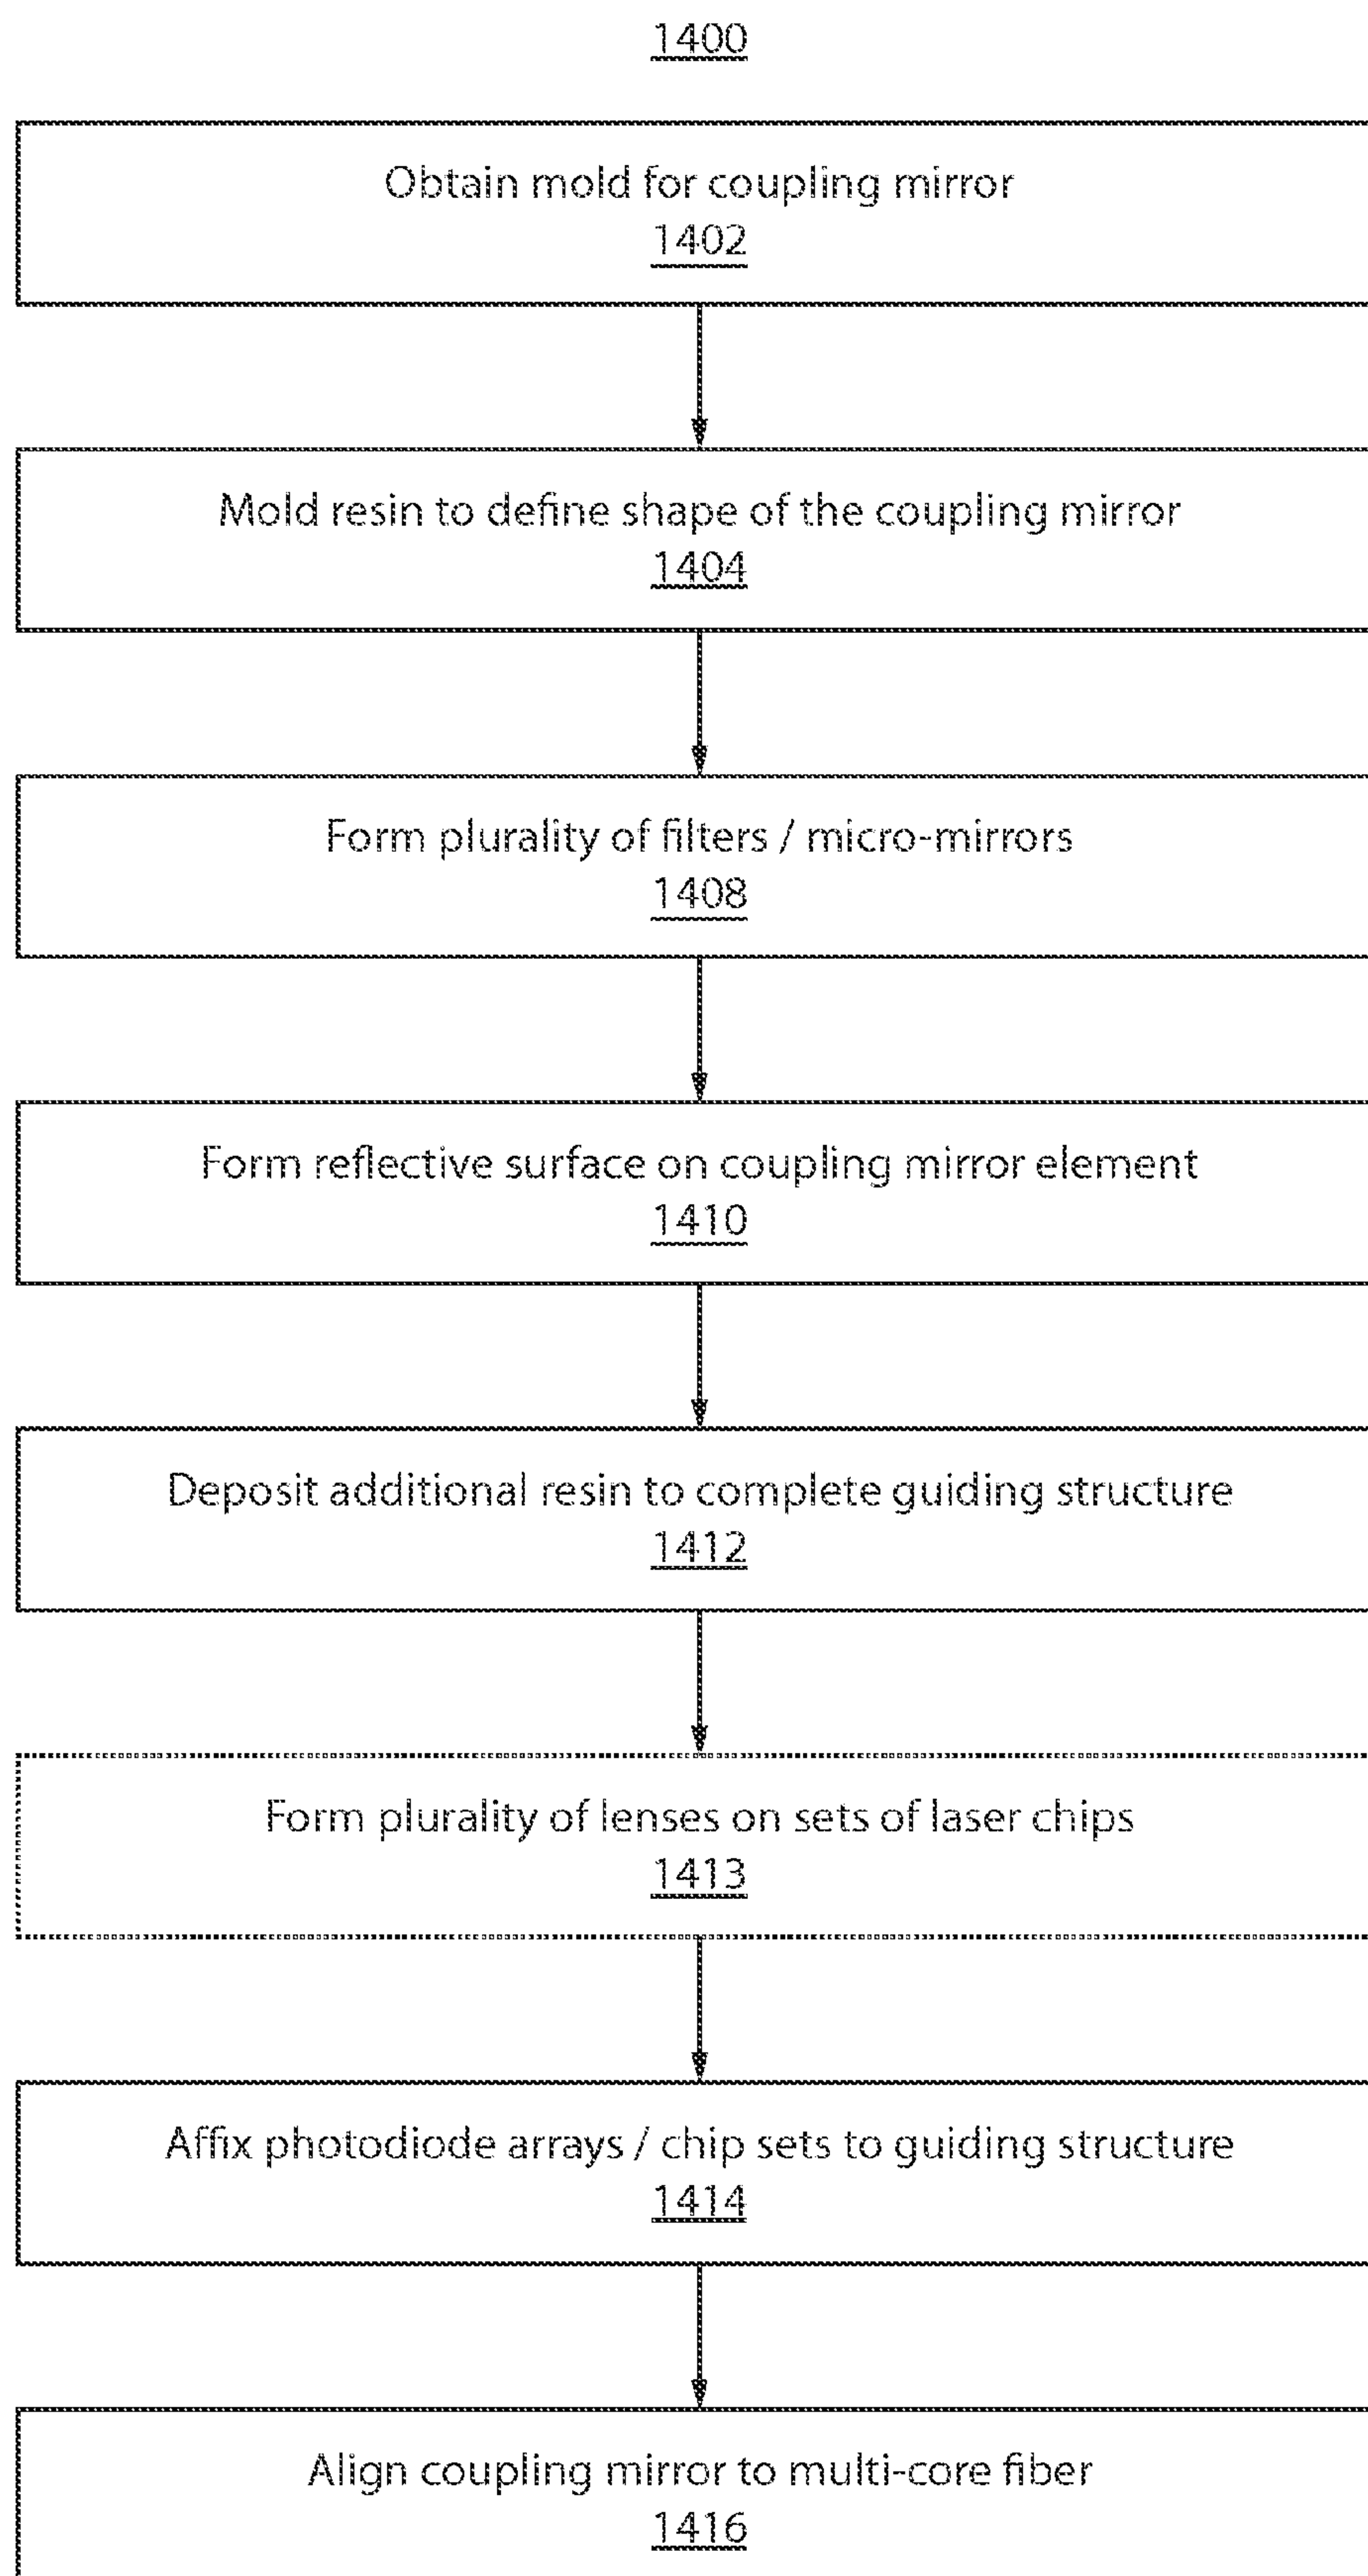 1400
Obtain mold for coupling mirror
1402
Mold resin to define shape of the coupling mirror
1404
Form plurality of filters / micro-mirrors
1408
Form reflective surface on coupling mirror element
1410
Deposit additional resin to complete guiding structure
1412
Form plurality of lenses on sets of laser chips
1413
Affix photodiode arrays / chip sets to guiding structure
1414
Align coupling mirror to multi-core fiber
1416